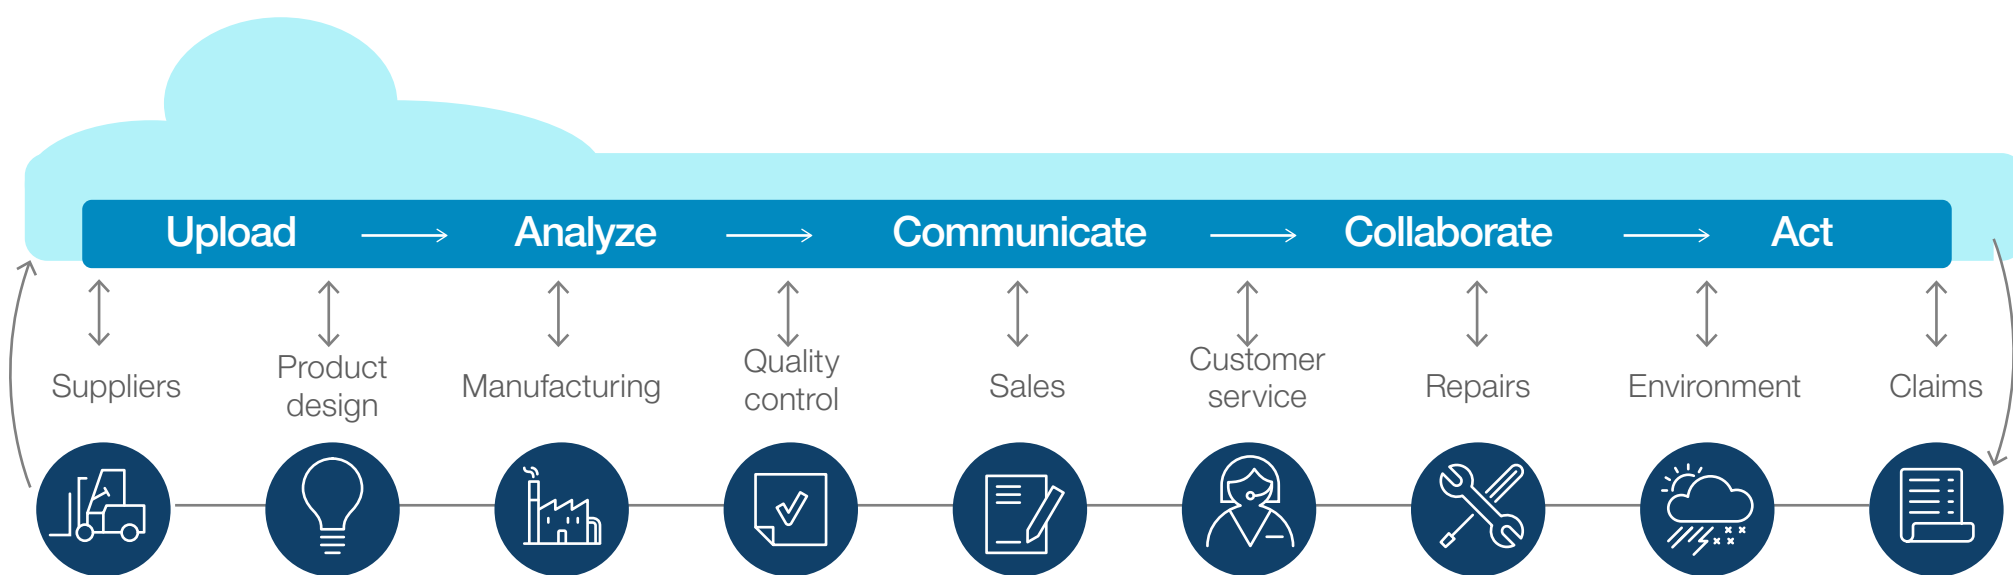 Upload Analyze Communicate Collaborate Act
Suppliers
Product
design
Manufacturing
Quality
control
Sales
Customer
service
Repairs
Environment
Claims